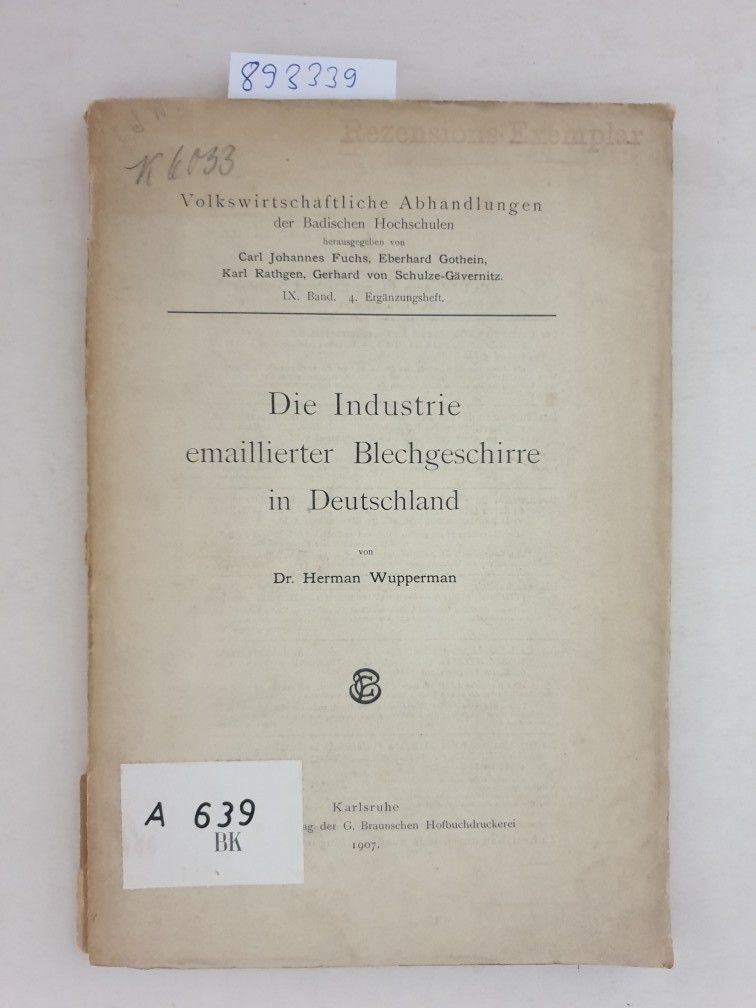 893339
Rezensions-Exemplar
K 6033
Volkswirtschaftliche Abhandlungen
der Badischen Hochschulen
herausgegeben von
Carl Johannes Fuchs, Eberhard Gothein,
Karl Rathgen, Gerhard von Schulze-Gävernitz.
IX. Band. 4. Ergänzungsheft.
Die Industrie
emaillierter Blechgeschirre
in Deutschland
von
Dr. Herman Wupperman
A 639
BK
Karlsruhe
der G. Braunschen Hofbuchdruckerei
1907.